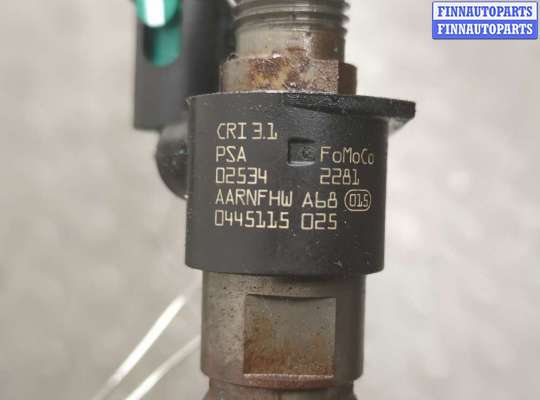 FINNAUTOPARTS
FINNAUTOPARTS
CRI 3.1
PSA FoMoCo
02534 2281
AARNFHW A68 015
0445115 025